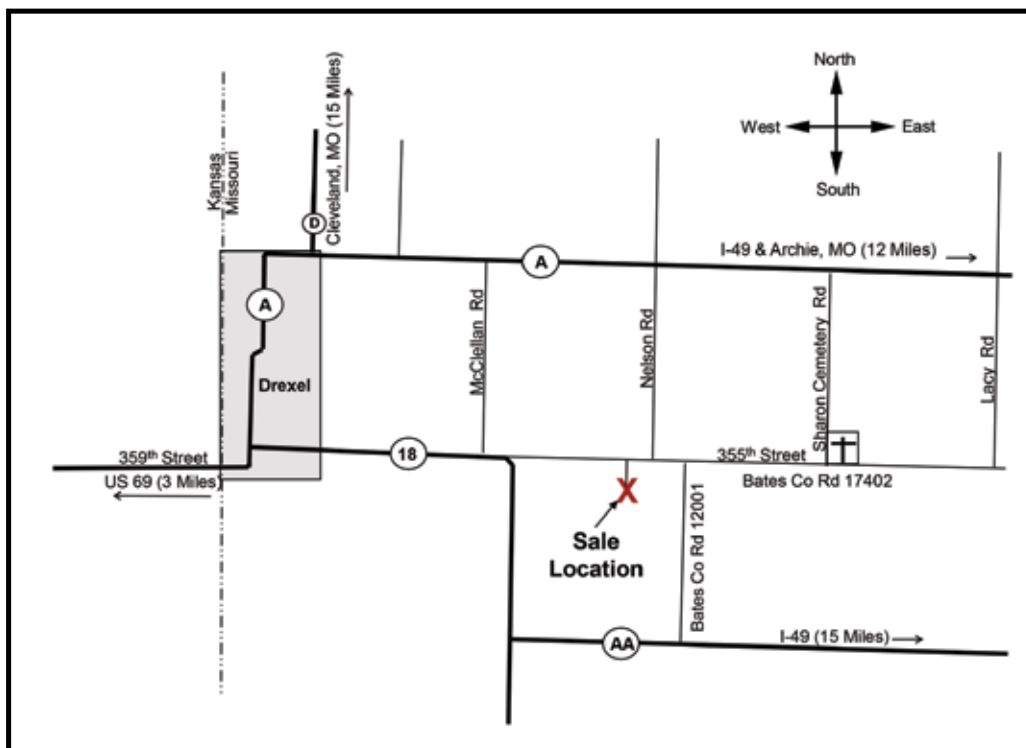 North
West East
South
Kansas
Missouri
Cleveland, MO (15 Miles)
D
I-49 & Archie, MO (12 Miles)
A
A
McClellan Rd
Nelson Rd
Sharon Cemetery Rd
Lacy Rd
Drexel
18
359th Street
355th Street
US 69 (3 Miles)
Bates Co Rd 17402
X
Sale
Location
Bates Co Rd 12001
AA
I-49 (15 Miles)